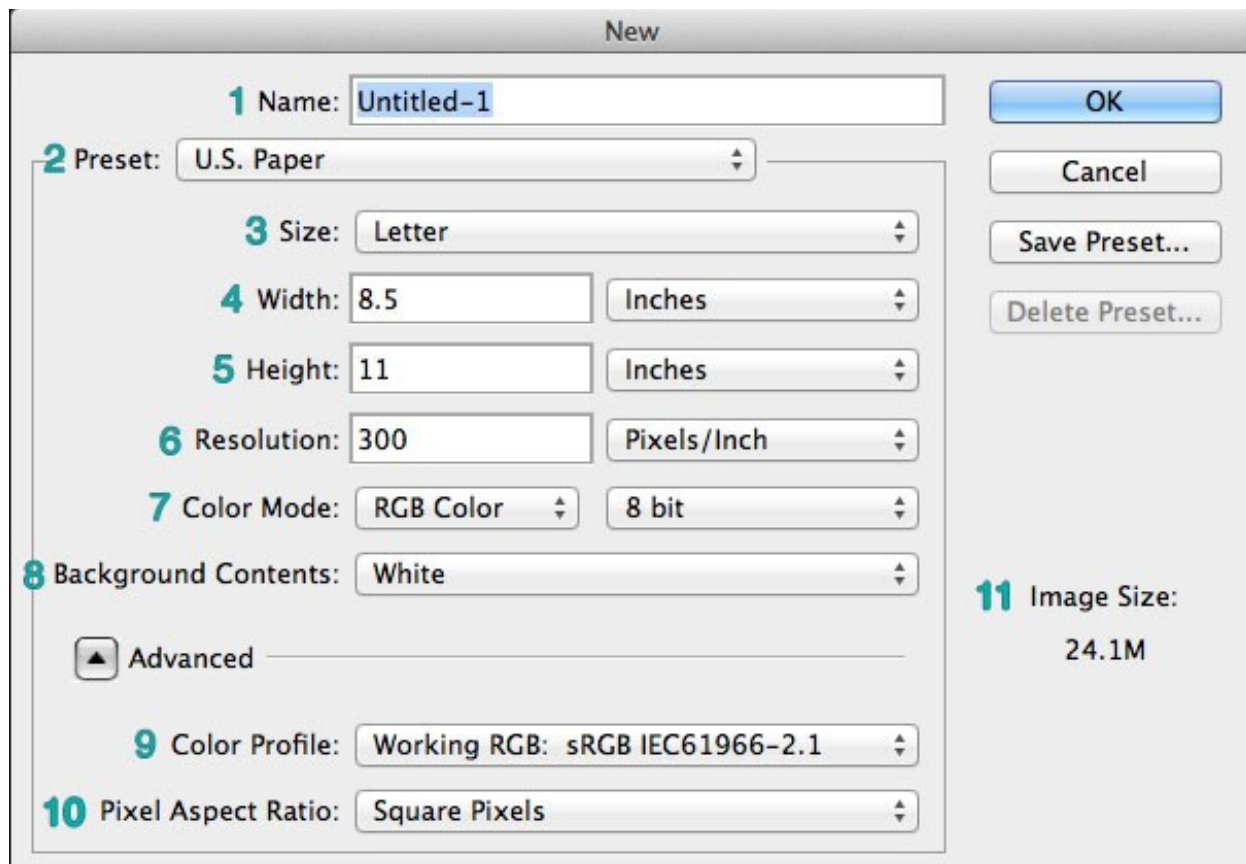 New
1 Name: Untitled-1
OK
2 Preset: U.S. Paper
Cancel
3 Size: Letter
Save Preset...
4 Width: 8.5 Inches
Delete Preset...
5 Height: 11 Inches
6 Resolution: 300 Pixels/Inch
7 Color Mode: RGB Color 8 bit
8 Background Contents: White
11 Image Size:
24.1M
Advanced
9 Color Profile: Working RGB: sRGB IEC61966-2.1
10 Pixel Aspect Ratio: Square Pixels